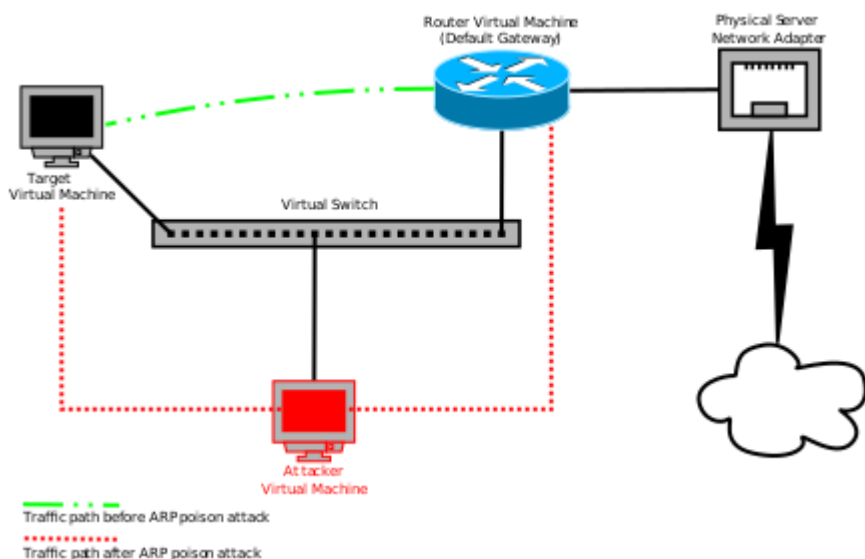 Router Virtual Machine
(Default Gateway)
Physical Server
Network Adapter
Target
Virtual Machine
Virtual Switch
Attacker
Virtual Machine
Traffic path before ARP poison attack
Traffic path after ARP poison attack